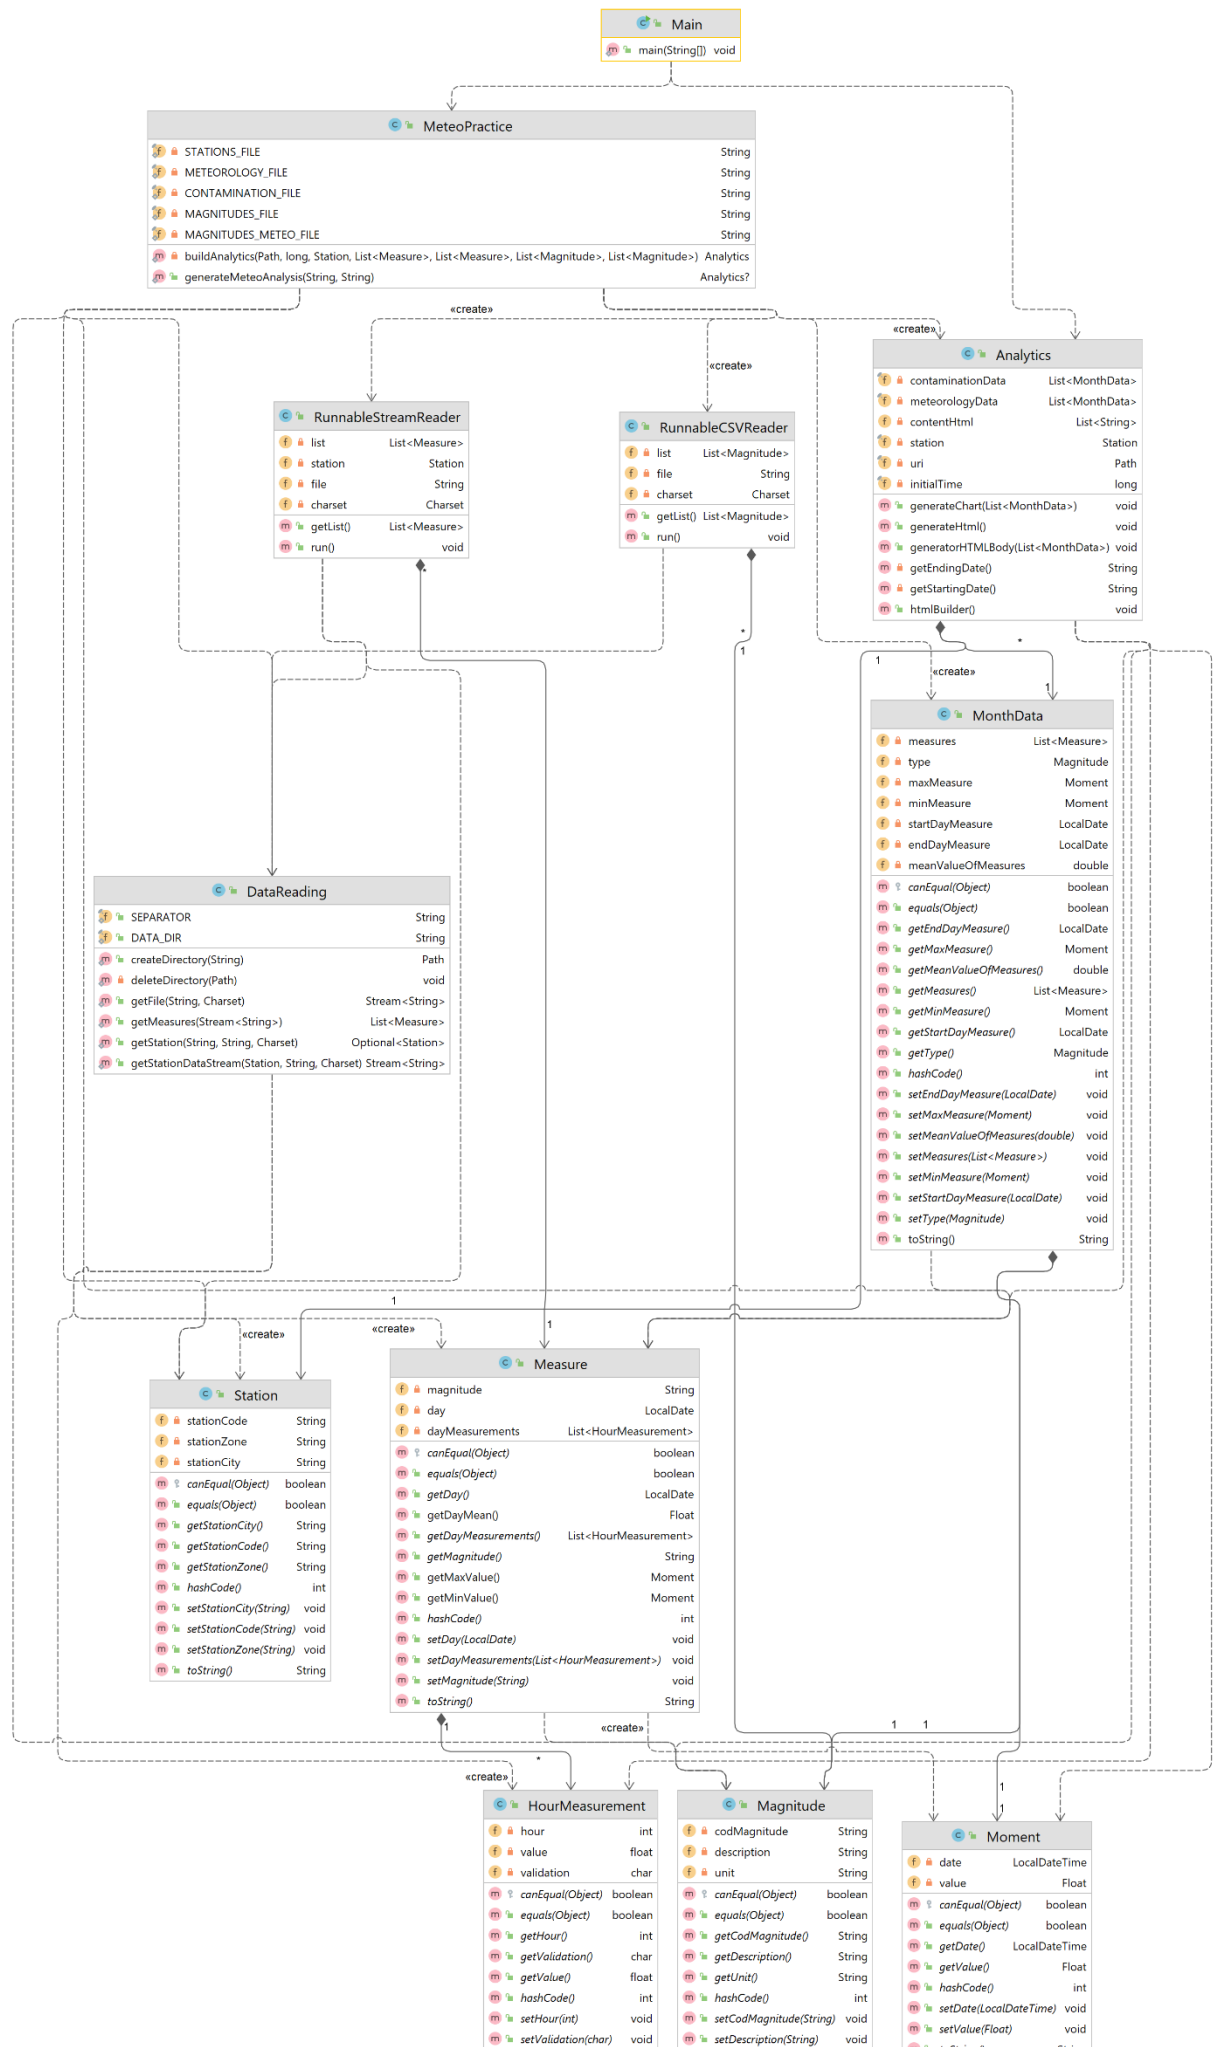 Main
main(String[]) void
MeteoPractice
STATIONS_FILE String
METEOROLOGY_FILE String
CONTAMINATION_FILE String
MAGNITUDES_FILE String
MAGNITUDES_METEO_FILE String
buildAnalytics(Path, long, Station, List<Measure>, List<Measure>, List<Magnitude>, List<Magnitude>) Analytics
generateMeteoAnalysis(String, String) Analytics?
«create»
«create»
«create»
Analytics
contaminationData List<MonthData>
meteorologyData List<MonthData>
contentHtml List<String>
station Station
uri Path
initialTime long
generateChart(List<MonthData>) void
generateHtml() void
generatorHTMLBody(List<MonthData>) void
getEndingDate() String
getStartingDate() String
htmlBuilder() void
RunnableStreamReader
list List<Measure>
station Station
file String
charset Charset
getList() List<Measure>
run() void
RunnableCSVReader
list List<Magnitude>
file String
charset Charset
getList() List<Magnitude>
run() void
*
*
1
*
1
«create»
1
MonthData
measures List<Measure>
type Magnitude
maxMeasure Moment
minMeasure Moment
startDayMeasure LocalDate
endDayMeasure LocalDate
meanValueOfMeasures double
canEqual(Object) boolean
equals(Object) boolean
getEndDayMeasure() LocalDate
getMaxMeasure() Moment
getMeanValueOfMeasures() double
getMeasures() List<Measure>
getMinMeasure() Moment
getStartDayMeasure() LocalDate
getType() Magnitude
hashCode() int
setEndDayMeasure(LocalDate) void
setMaxMeasure(Moment) void
setMeanValueOfMeasures(double) void
setMeasures(List<Measure>) void
setMinMeasure(Moment) void
setStartDayMeasure(LocalDate) void
setType(Magnitude) void
toString() String
DataReading
SEPARATOR String
DATA_DIR String
createDirectory(String) Path
deleteDirectory(Path) void
getFile(String, Charset) Stream<String>
getMeasures(Stream<String>) List<Measure>
getStation(String, String, Charset) Optional<Station>
getStationDataStream(Station, String, Charset) Stream<String>
1
«create»
«create»
1
Station
stationCode String
stationZone String
stationCity String
canEqual(Object) boolean
equals(Object) boolean
getStationCity() String
getStationCode() String
getStationZone() String
hashCode() int
setStationCity(String) void
setStationCode(String) void
setStationZone(String) void
toString() String
Measure
magnitude String
day LocalDate
dayMeasurements List<HourMeasurement>
canEqual(Object) boolean
equals(Object) boolean
getDay() LocalDate
getDayMean() Float
getDayMeasurements() List<HourMeasurement>
getMagnitude() String
getMaxValue() Moment
getMinValue() Moment
hashCode() int
setDay(LocalDate) void
setDayMeasurements(List<HourMeasurement>) void
setMagnitude(String) void
toString() String
1
«create»
1
1
*
«create»
1
1
HourMeasurement
hour int
value float
validation char
canEqual(Object) boolean
equals(Object) boolean
getHour() int
getValidation() char
getValue() float
hashCode() int
setHour(int) void
setValidation(char) void
Magnitude
codMagnitude String
description String
unit String
canEqual(Object) boolean
equals(Object) boolean
getCodMagnitude() String
getDescription() String
getUnit() String
hashCode() int
setCodMagnitude(String) void
setDescription(String) void
Moment
date LocalDateTime
value Float
canEqual(Object) boolean
equals(Object) boolean
getDate() LocalDateTime
getValue() Float
hashCode() int
setDate(LocalDateTime) void
setValue(Float) void